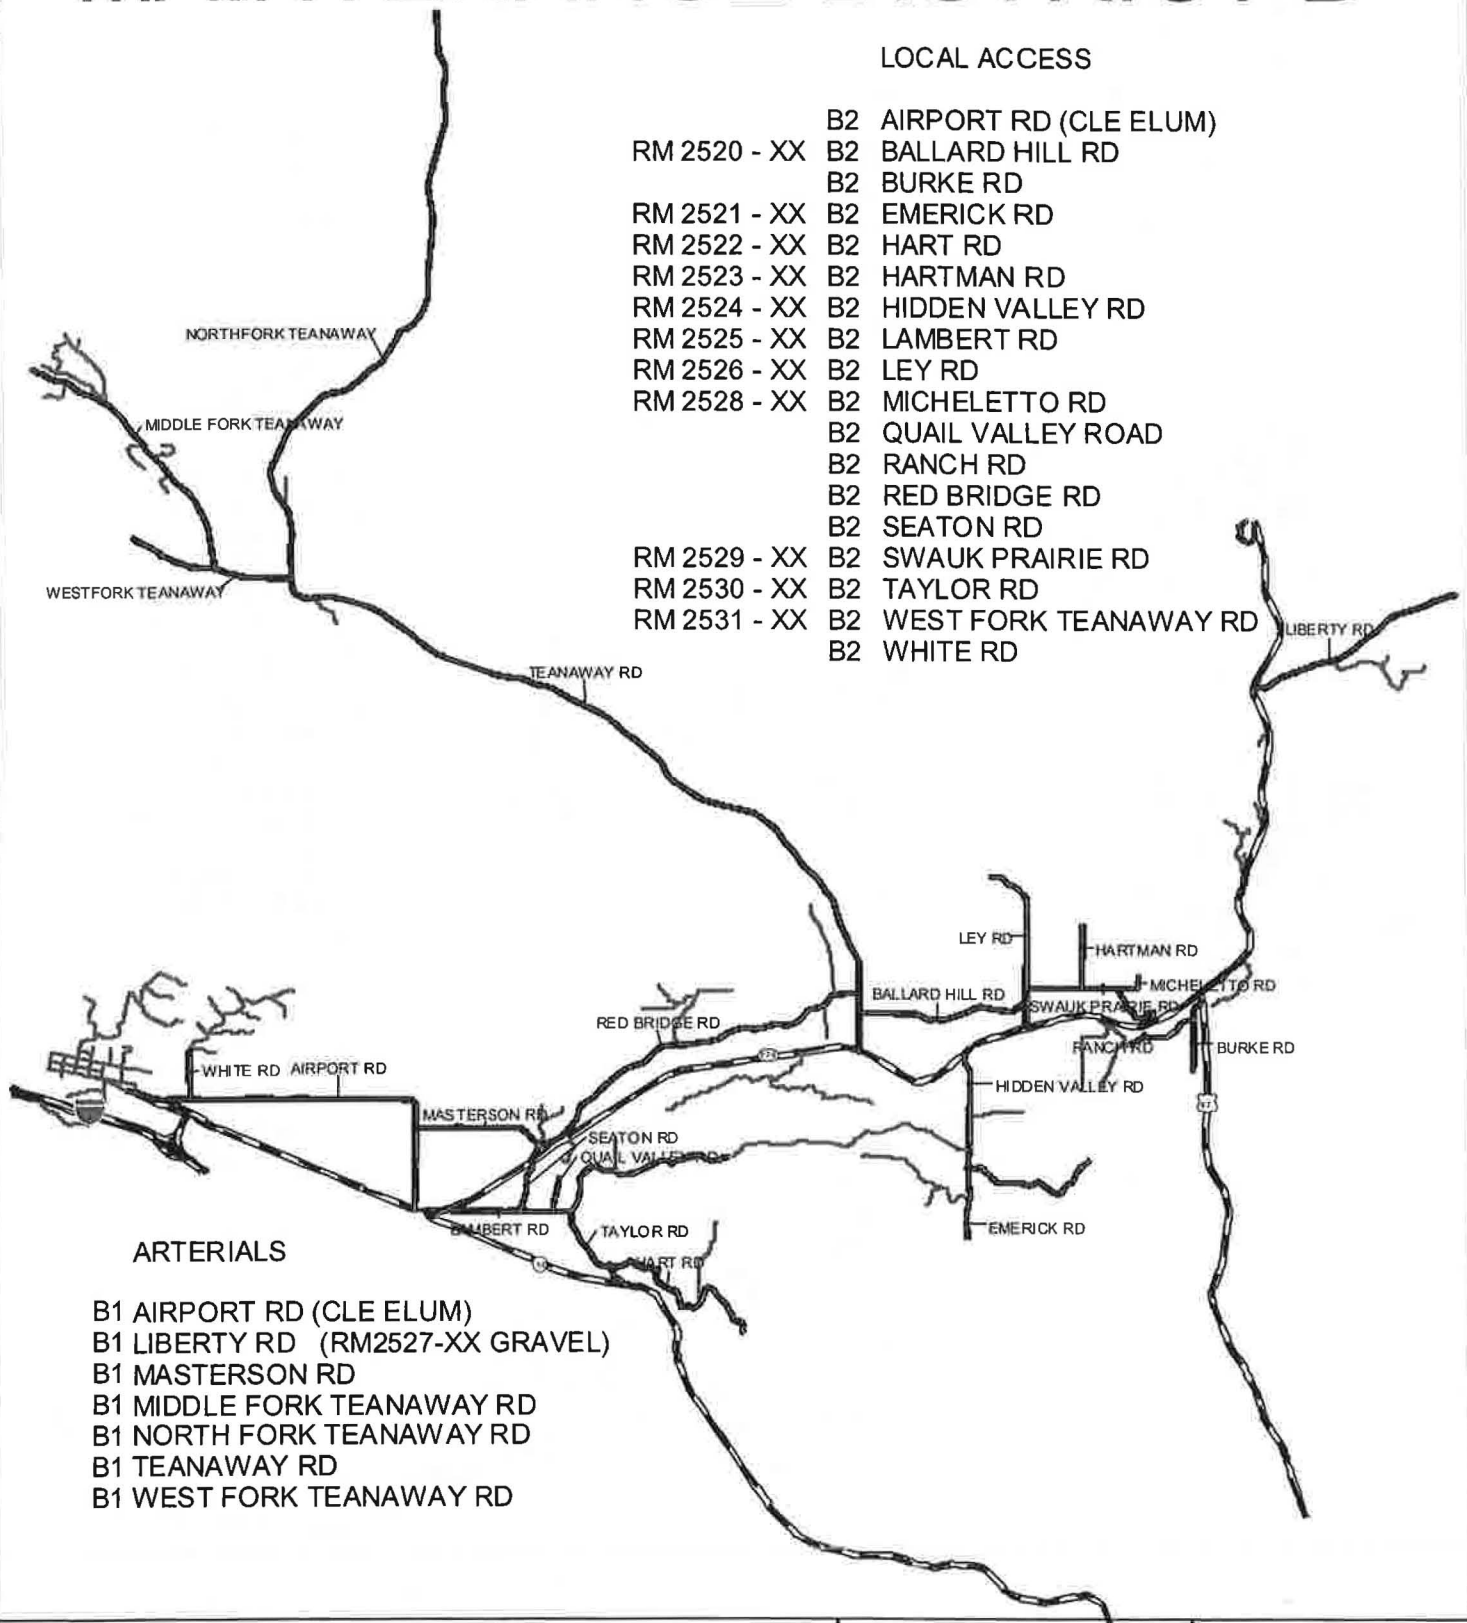 LOCAL ACCESS
B2 AIRPORT RD (CLE ELUM)
RM 2520 - XX B2 BALLARD HILL RD
B2 BURKE RD
RM 2521 - XX B2 EMERICK RD
RM 2522 - XX B2 HART RD
RM 2523 - XX B2 HARTMAN RD
RM 2524 - XX B2 HIDDEN VALLEY RD
RM 2525 - XX B2 LAMBERT RD
RM 2526 - XX B2 LEY RD
RM 2528 - XX B2 MICHELETTO RD
B2 QUAIL VALLEY ROAD
B2 RANCH RD
B2 RED BRIDGE RD
B2 SEATON RD
RM 2529 - XX B2 SWAUK PRAIRIE RD
RM 2530 - XX B2 TAYLOR RD
RM 2531 - XX B2 WEST FORK TEANAWAY RD
B2 WHITE RD
NORTH FORK TEANAWAY
MIDDLE FORK TEANAWAY
WEST FORK TEANAWAY
LIBERTY RD
TEANAWAY RD
LEY RD
HARTMAN RD
MICHELETTO RD
BALLARD HILL RD
SWAUK PRAIRIE RD
RED BRIDGE RD
RANCH RD
BURKE RD
WHITE RD
AIRPORT RD
HIDDEN VALLEY RD
97
MASTERSON RD
SEATON RD
QUAIL VALLEY RD
LAMBERT RD
TAYLOR RD
EMERICK RD
HART RD
ARTERIALS
B1 AIRPORT RD (CLE ELUM)
B1 LIBERTY RD (RM2527-XX GRAVEL)
B1 MASTERSON RD
B1 MIDDLE FORK TEANAWAY RD
B1 NORTH FORK TEANAWAY RD
B1 TEANAWAY RD
B1 WEST FORK TEANAWAY RD